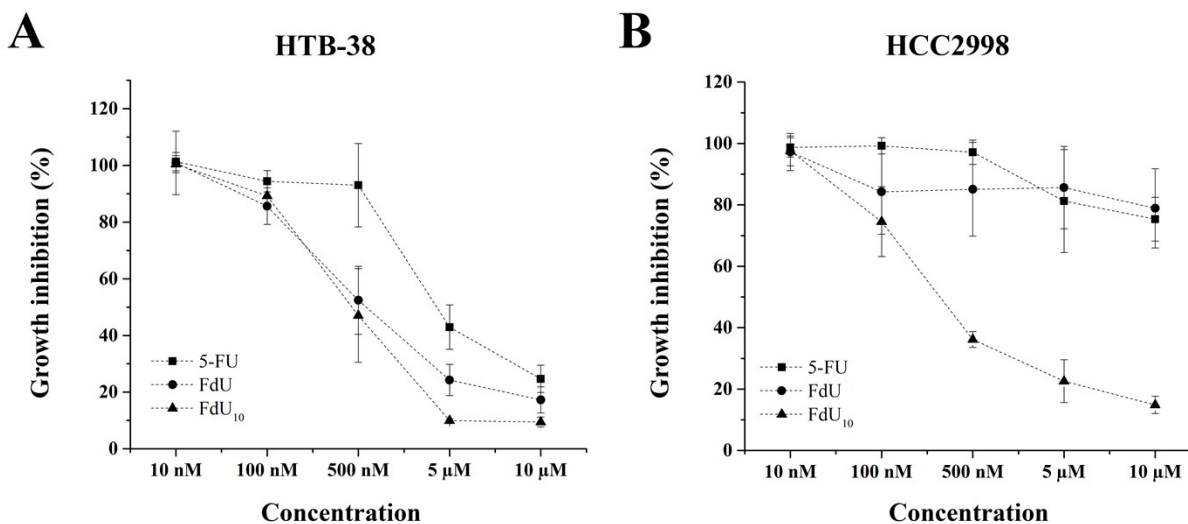 A
HTB-38
Growth inhibition (%)
120
100
80
60
40
20
0
5-FU
FdU
FdU₁₀
10 nM 100 nM 500 nM 5 µM 10 µM
Concentration
B
HCC2998
Growth inhibition (%)
120
100
80
60
40
20
0
5-FU
FdU
FdU₁₀
10 nM 100 nM 500 nM 5 µM 10 µM
Concentration